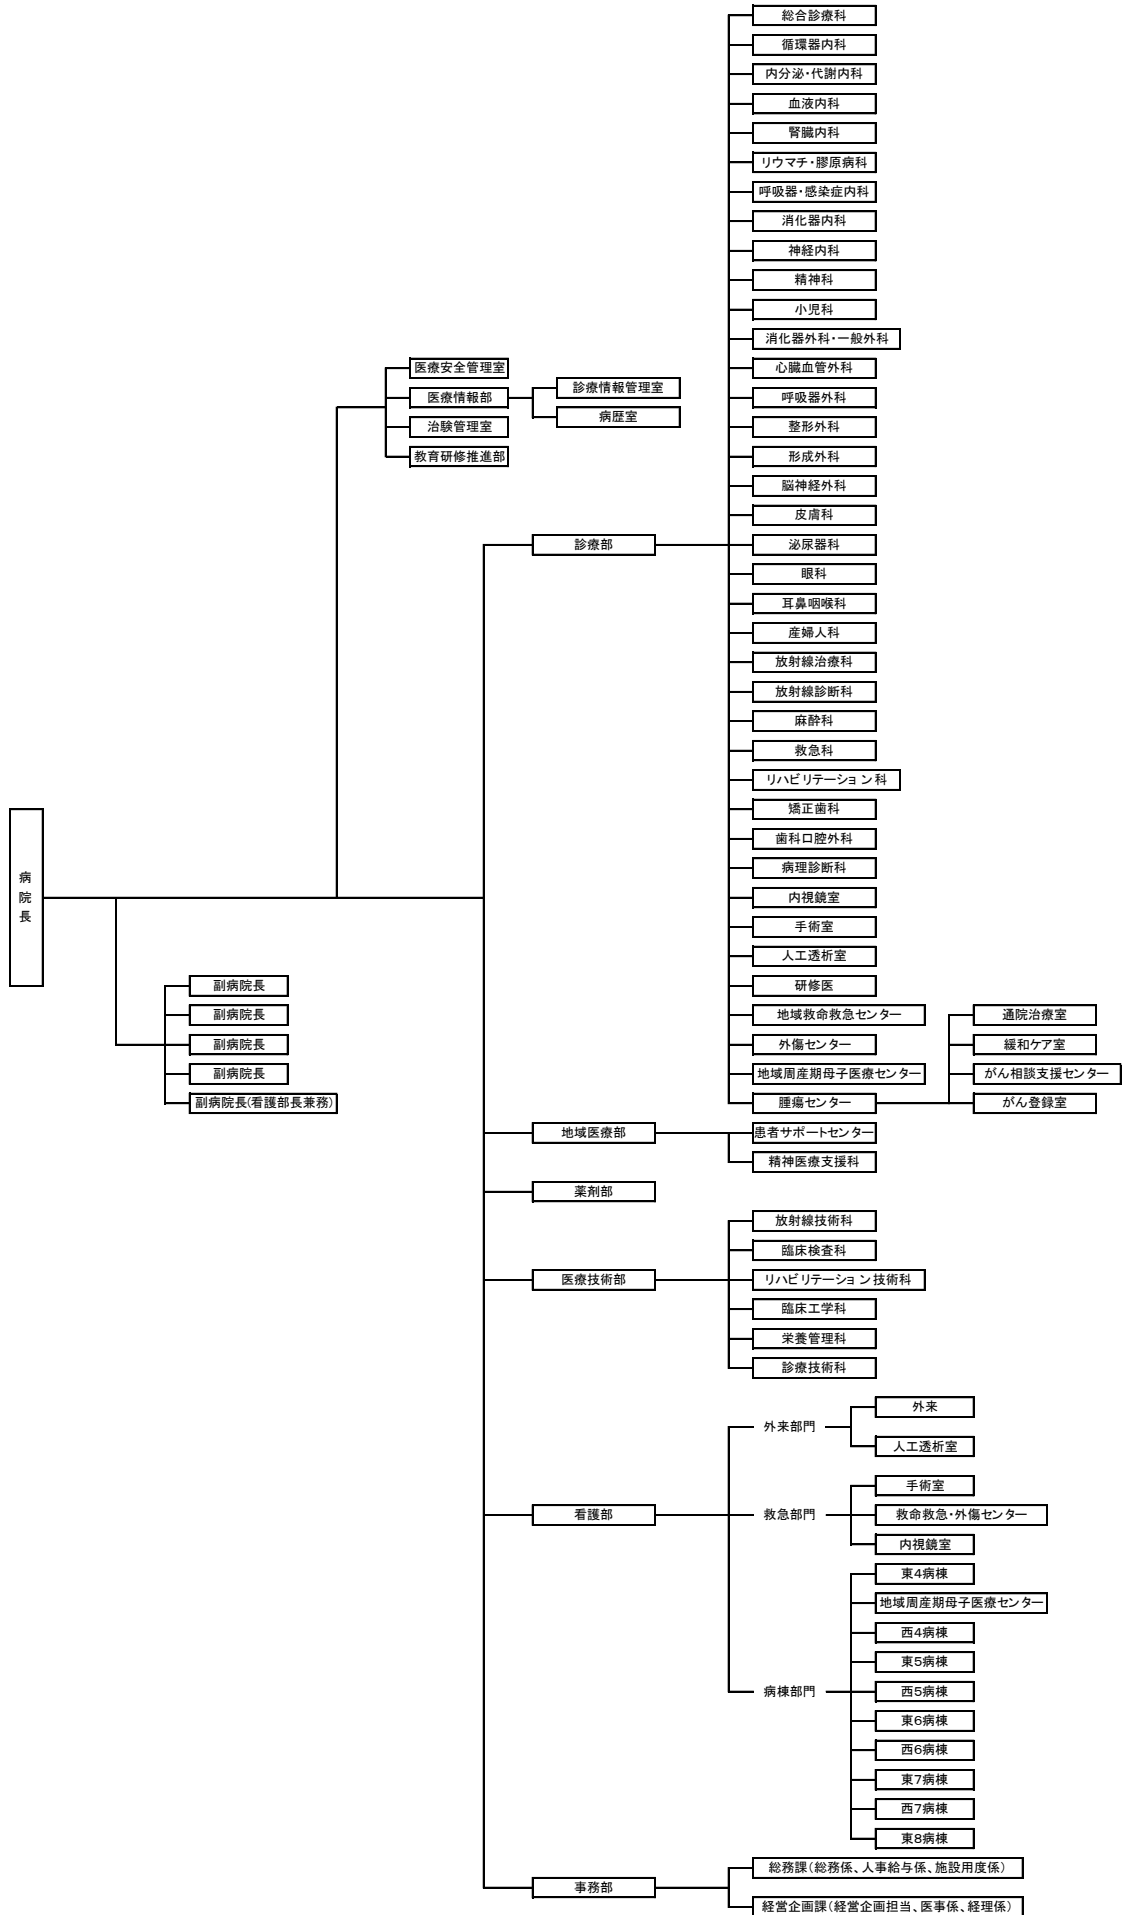 病院長
副病院長
副病院長
副病院長
副病院長
副病院長(看護部長兼務)
医療安全管理室
医療情報部
診療情報管理室
病歴室
治験管理室
教育研修推進部
診療部
総合診療科
循環器内科
内分泌・代謝内科
血液内科
腎臓内科
リウマチ・膠原病科
呼吸器・感染症内科
消化器内科
神経内科
精神科
小児科
消化器外科・一般外科
心臓血管外科
呼吸器外科
整形外科
形成外科
脳神経外科
皮膚科
泌尿器科
眼科
耳鼻咽喉科
産婦人科
放射線治療科
放射線診断科
麻酔科
救急科
リハビリテーション科
矯正歯科
歯科口腔外科
病理診断科
内視鏡室
手術室
人工透析室
研修医
地域救命救急センター
外傷センター
地域周産期母子医療センター
腫瘍センター
通院治療室
緩和ケア室
がん相談支援センター
がん登録室
地域医療部
患者サポートセンター
精神医療支援科
薬剤部
医療技術部
放射線技術科
臨床検査科
リハビリテーション技術科
臨床工学科
栄養管理科
診療技術科
看護部
外来部門
外来
人工透析室
救急部門
手術室
救命救急・外傷センター
内視鏡室
病棟部門
東4病棟
地域周産期母子医療センター
西4病棟
東5病棟
西5病棟
東6病棟
西6病棟
東7病棟
西7病棟
東8病棟
事務部
総務課(総務係、人事給与係、施設用度係)
経営企画課(経営企画担当、医事係、経理係)